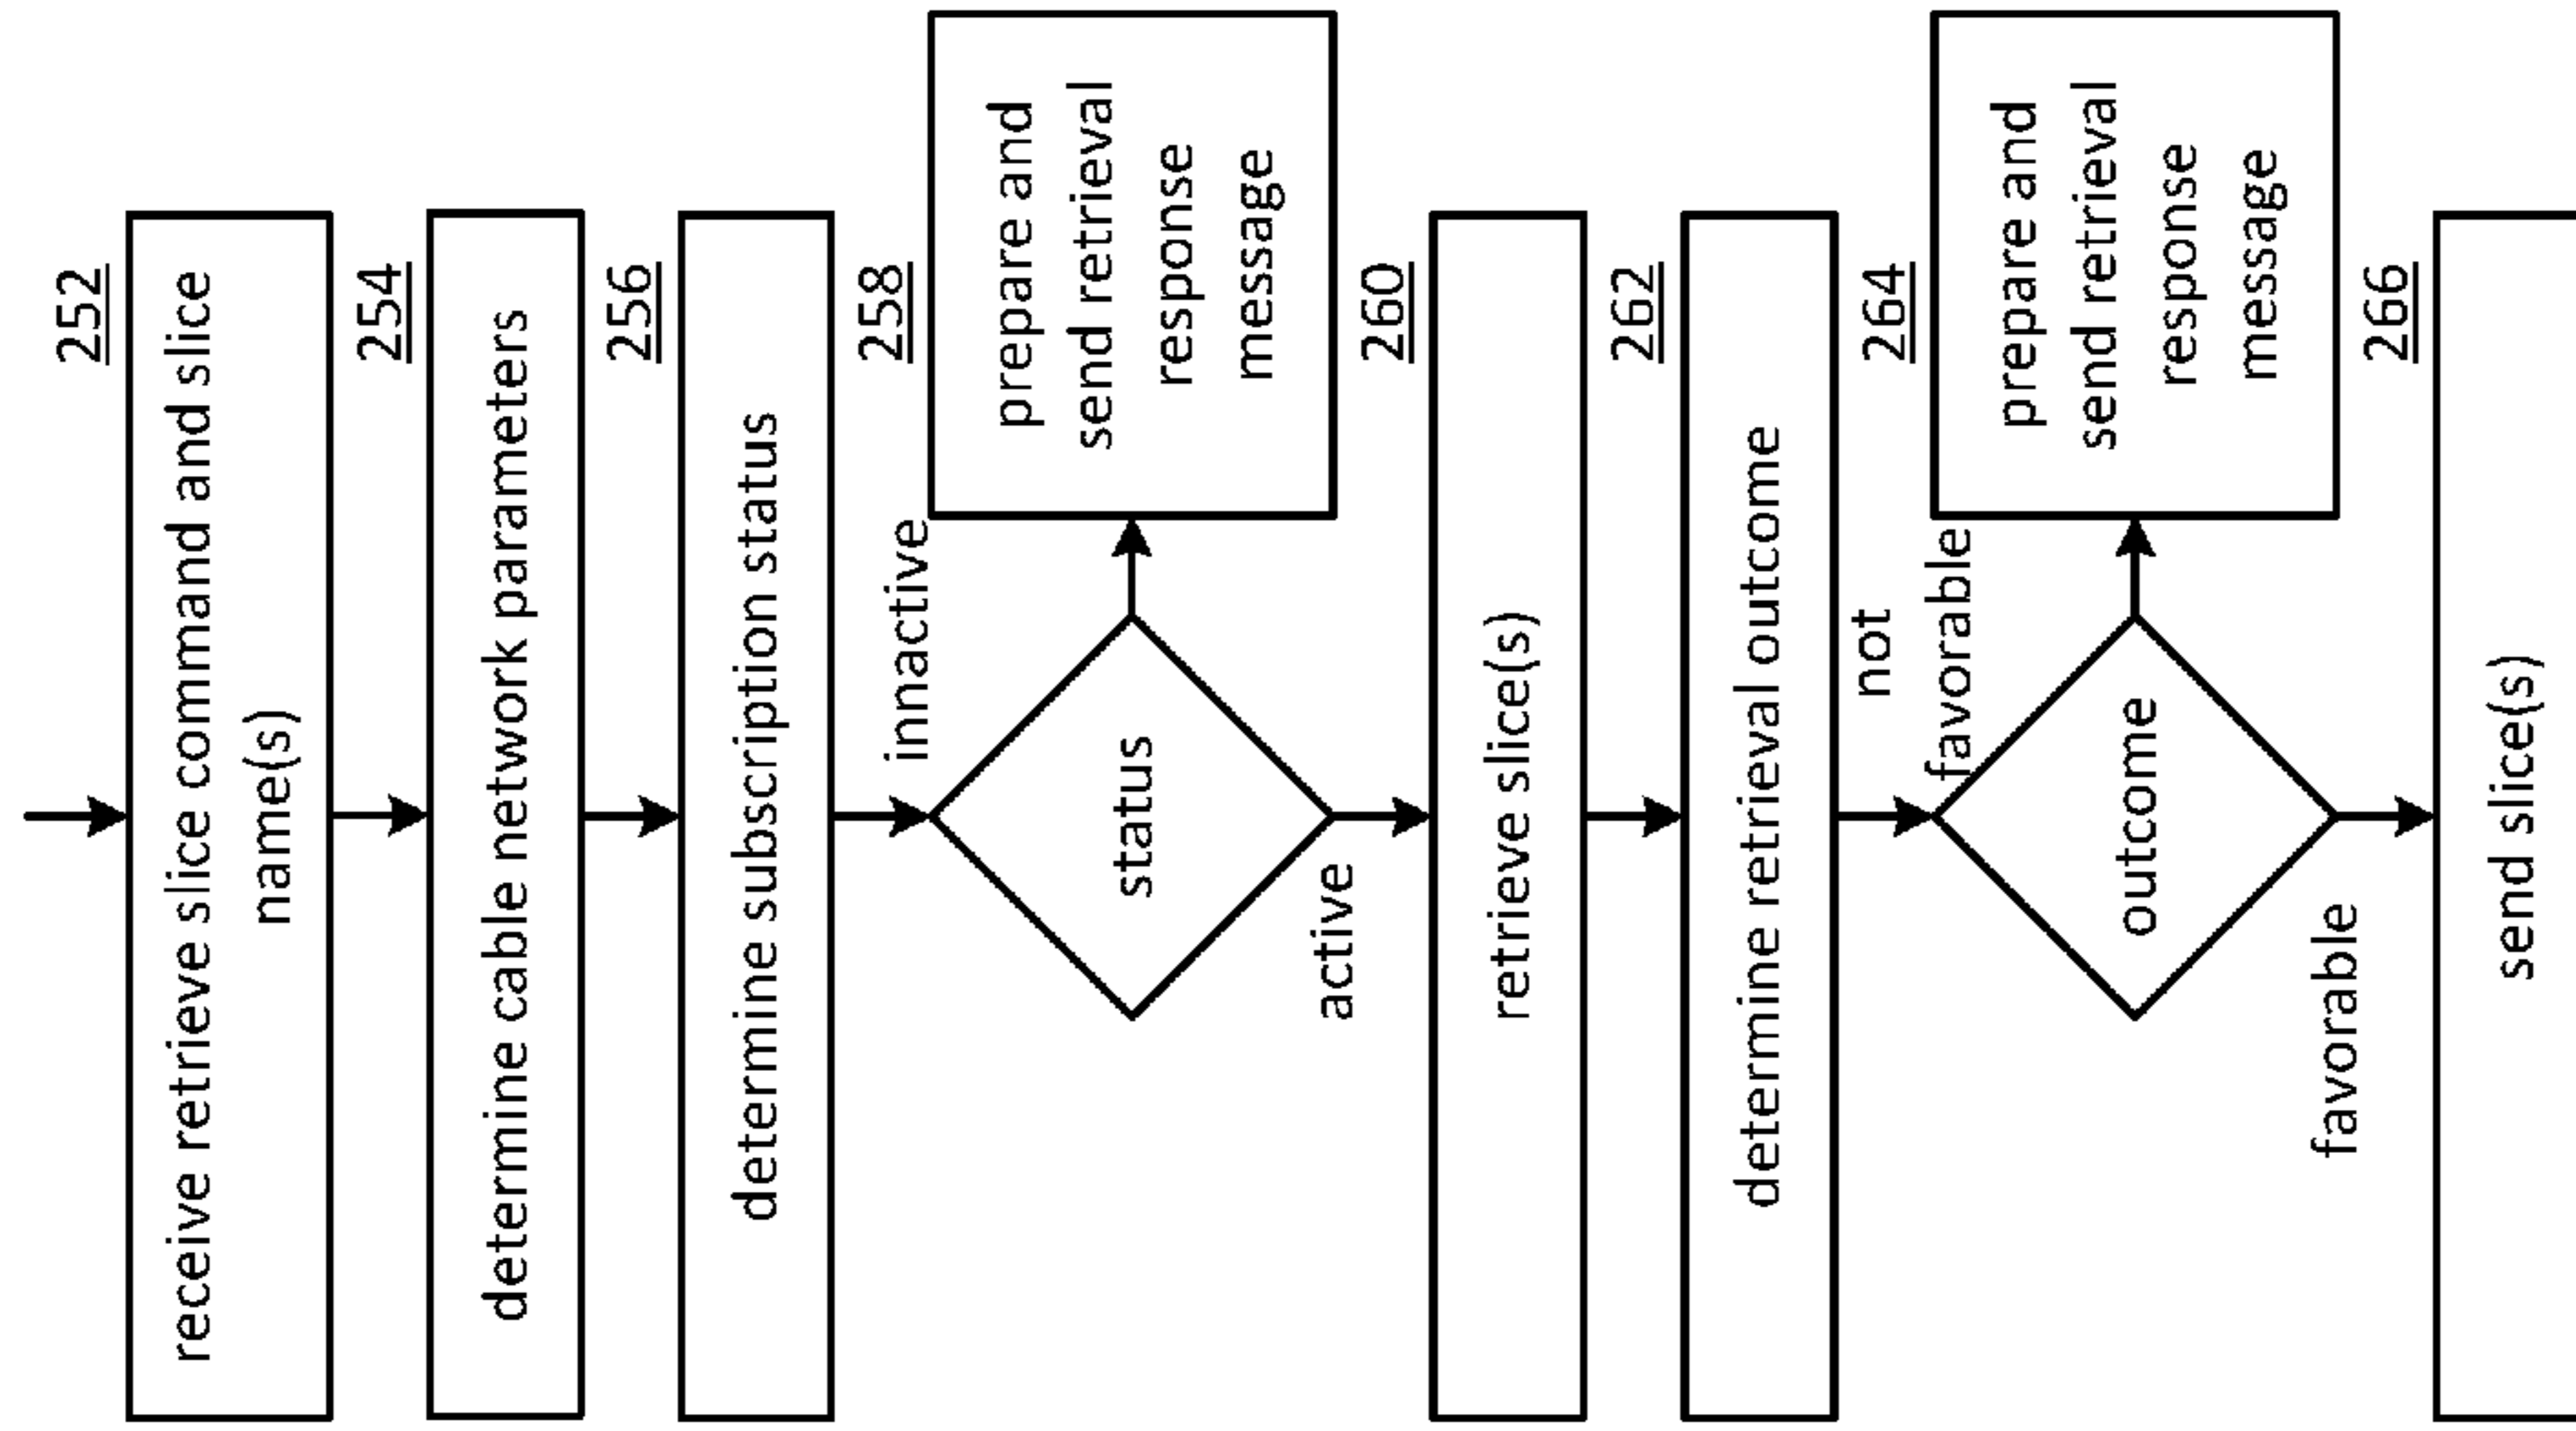 252
receive retrieve slice command and slice
name(s)
254
determine cable network parameters
256
determine subscription status
258
innactive
status
prepare and
send retrieval
response
message
active
260
retrieve slice(s)
262
determine retrieval outcome
264
not
favorable
outcome
prepare and
send retrieval
response
message
favorable
266
send slice(s)